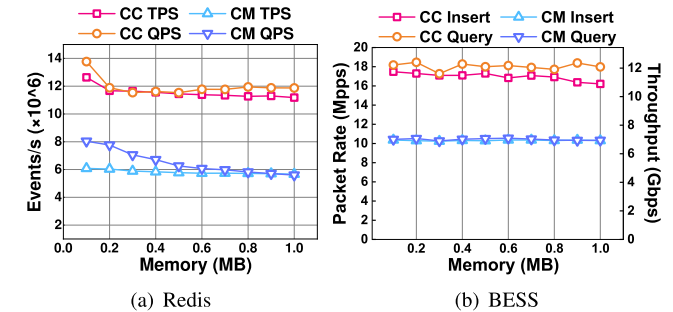 CC TPS CM TPS
CC QPS CM QPS
14
12
10
8
6
4
2
Events/s (×10^6)
0.0 0.2 0.4 0.6 0.8 1.0
Memory (MB)
(a) Redis
CC Insert CM Insert
CC Query CM Query
20
18
16
14
12
10
8
6
4
2
0
Packet Rate (Mpps)
12
10
8
6
4
2
0
Throughput (Gbps)
0.2 0.4 0.6 0.8 1.0
Memory (MB)
(b) BESS